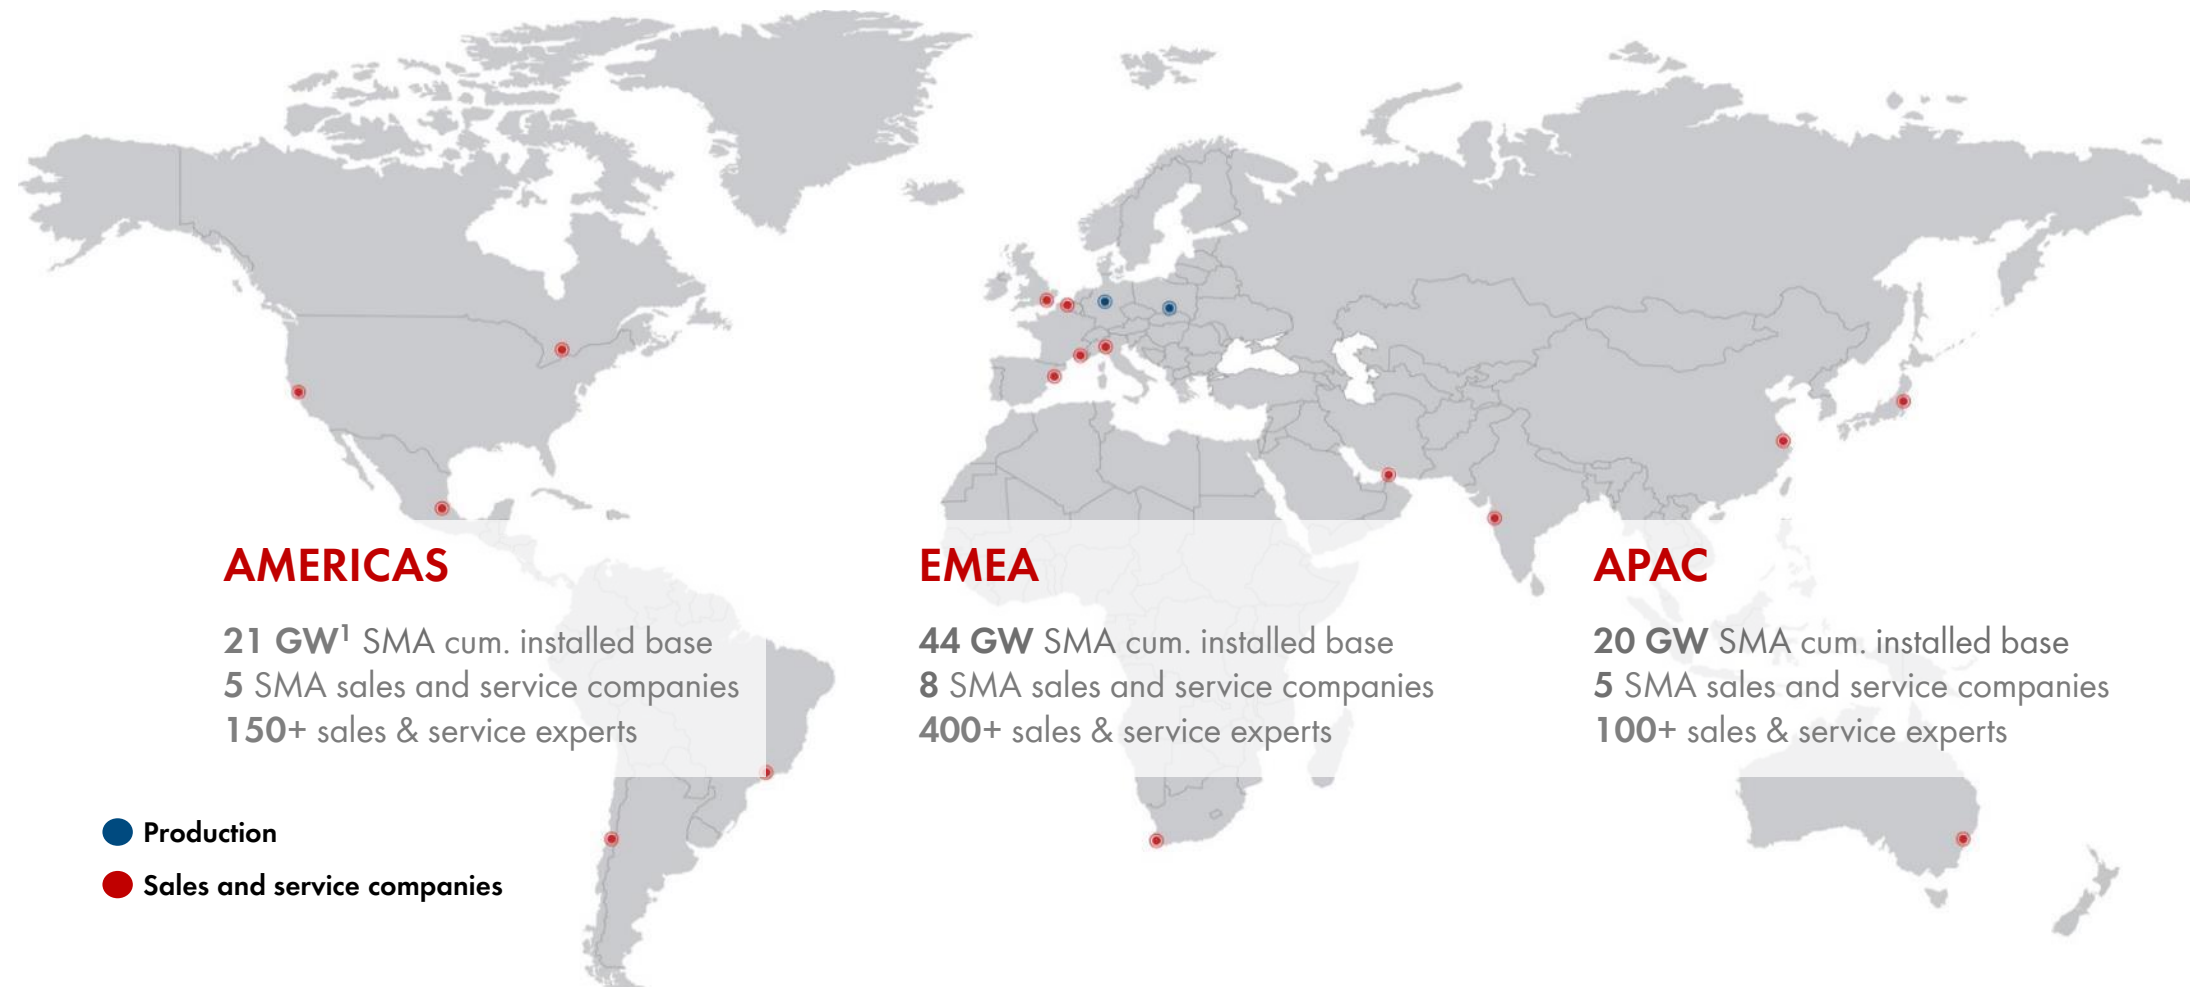 AMERICAS
21 GW¹ SMA cum. installed base
5 SMA sales and service companies
150+ sales & service experts
EMEA
44 GW SMA cum. installed base
8 SMA sales and service companies
400+ sales & service experts
APAC
20 GW SMA cum. installed base
5 SMA sales and service companies
100+ sales & service experts
Production
Sales and service companies